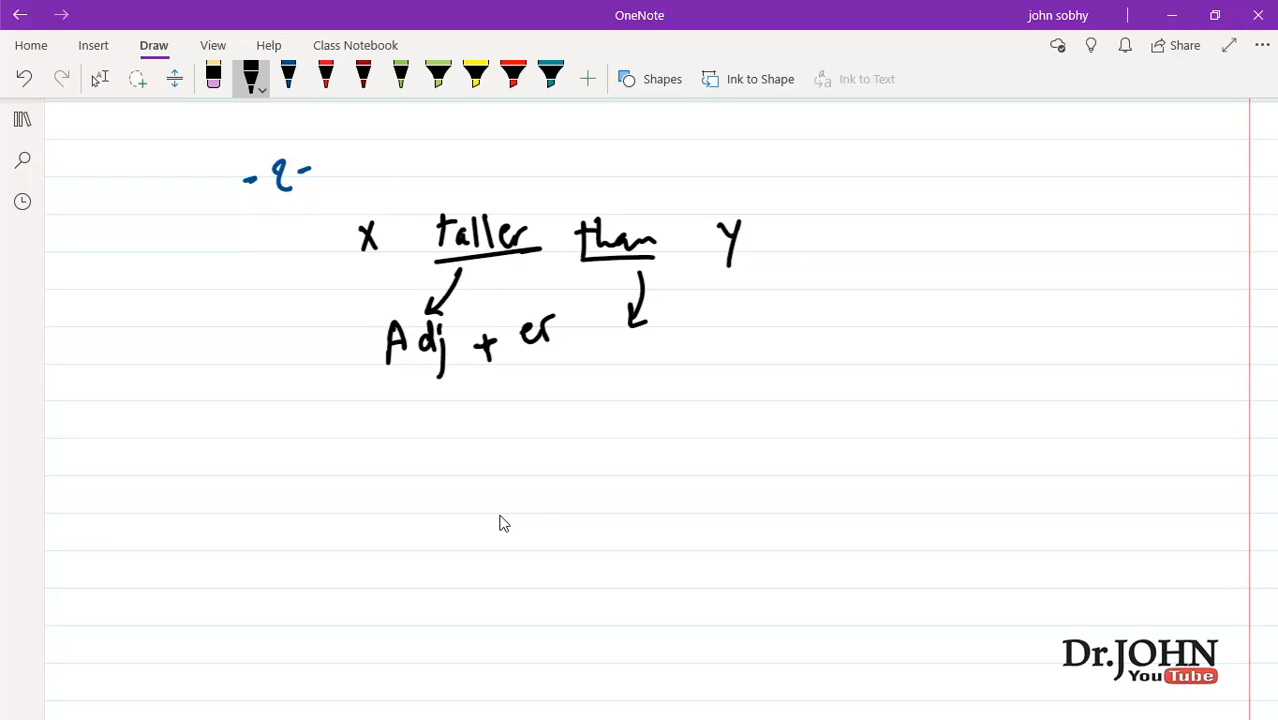 OneNote
john sobhy
Home Insert Draw View Help Class Notebook
Share
Shapes Ink to Shape Ink to Text
x taller than y
Adj + er
Dr.JOHN
YouTube